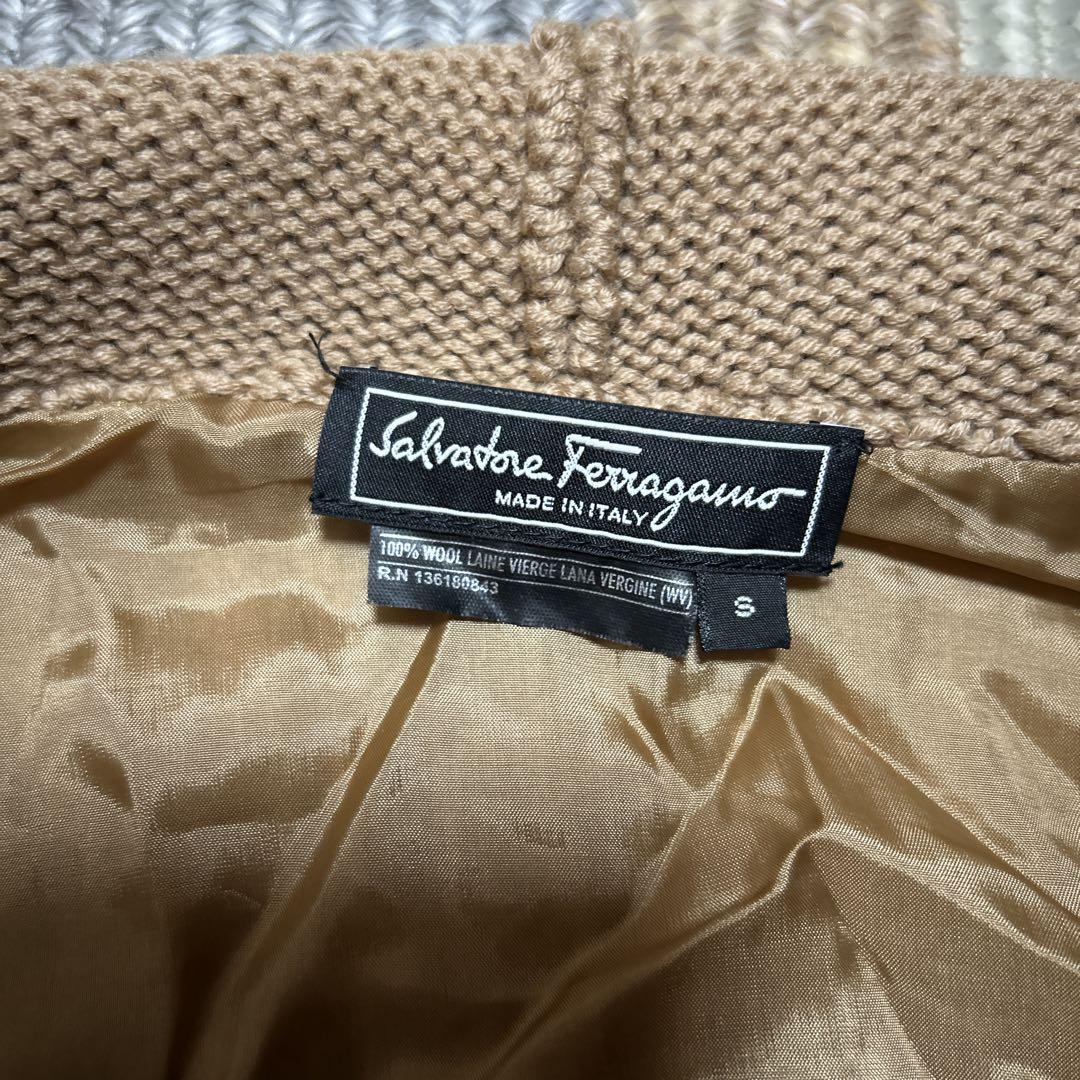 Salvatore Ferragamo
MADE IN ITALY
100% WOOL LAINE VIERGE LANA VERGINE (WV)
R.N 136180843
S